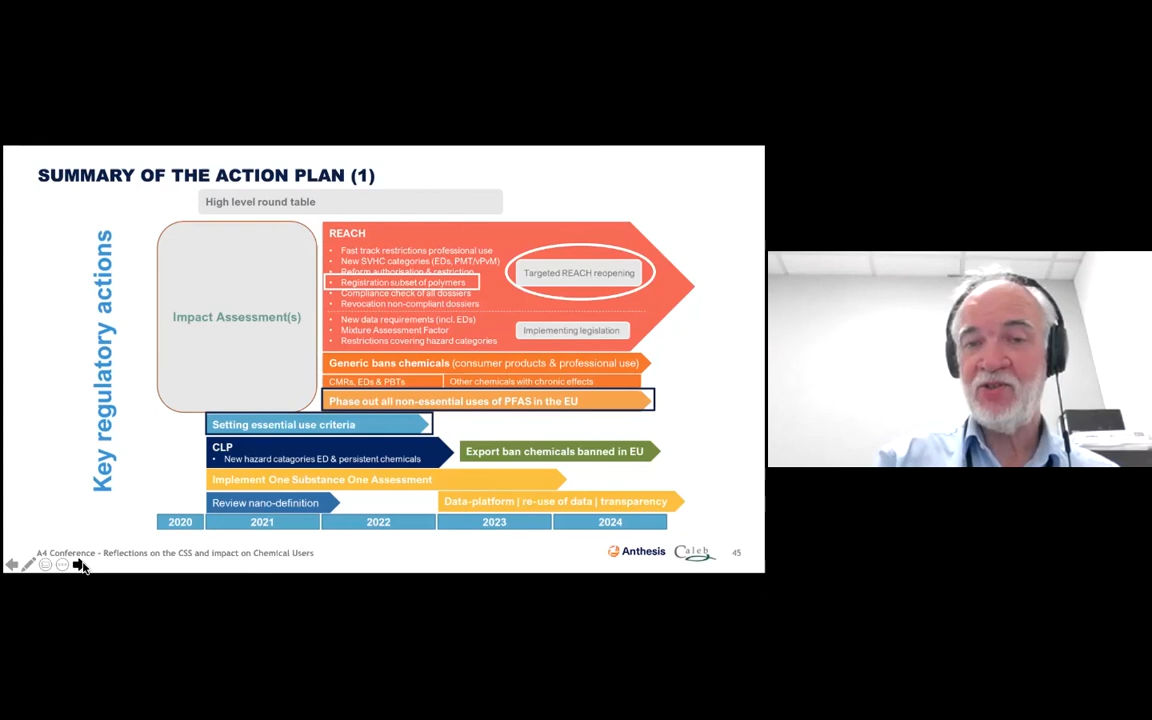 SUMMARY OF THE ACTION PLAN (1)
High level round table
Key regulatory actions
Impact Assessment(s)
REACH
• Fast track restrictions professional use
• New SVHC categories (EDs, PMT/vPvM)
• Reform authorisation & restriction
• Registration subset of polymers
• Compliance check of all dossiers
• Revocation non-compliant dossiers
Targeted REACH reopening
• New data requirements (incl. EDs)
• Mixture Assessment Factor
• Restrictions covering hazard categories
Implementing legislation
Generic bans chemicals (consumer products & professional use)
CMRs, EDs & PBTs
Other chemicals with chronic effects
Phase out all non-essential uses of PFAS in the EU
Setting essential use criteria
CLP
• New hazard catagories ED & persistent chemicals
Export ban chemicals banned in EU
Implement One Substance One Assessment
Review nano-definition
Data-platform | re-use of data | transparency
2020 2021 2022 2023 2024
A4 Conference - Reflections on the CSS and impact on Chemical Users
Anthesis
Caleb
45